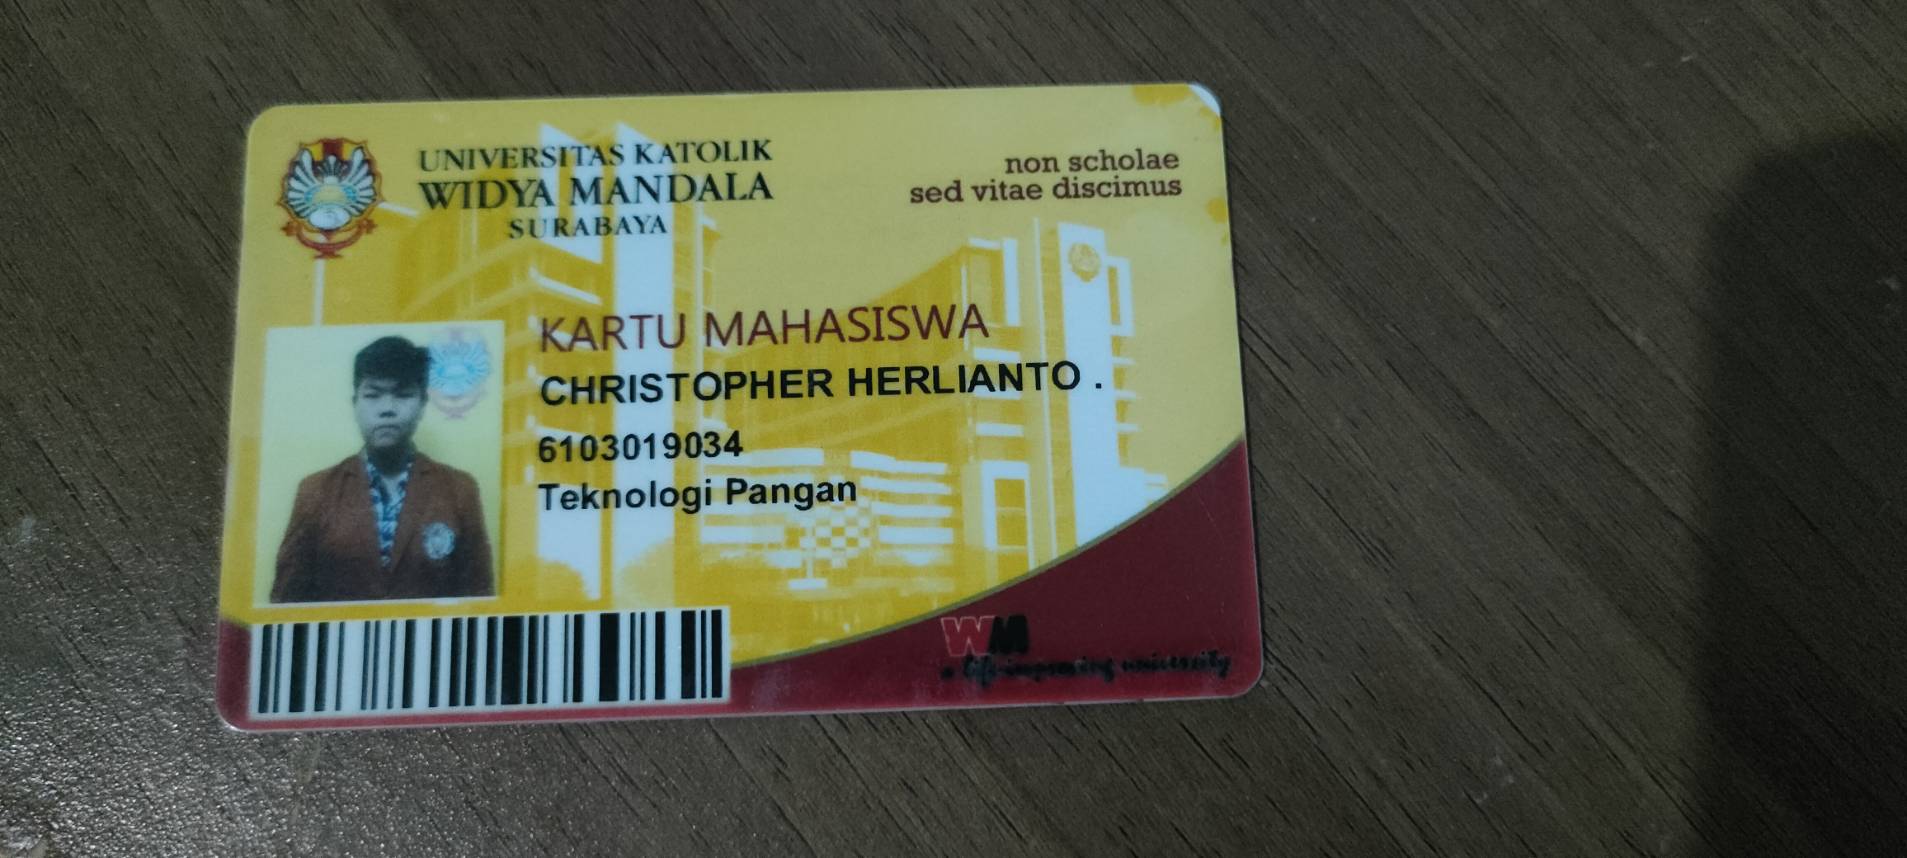 UNIVERSITAS KATOLIK
WIDYA MANDALA
SURABAYA
non scholae
sed vitae discimus
KARTU MAHASISWA
CHRISTOPHER HERLIANTO .
6103019034
Teknologi Pangan
WM
a life-improving university